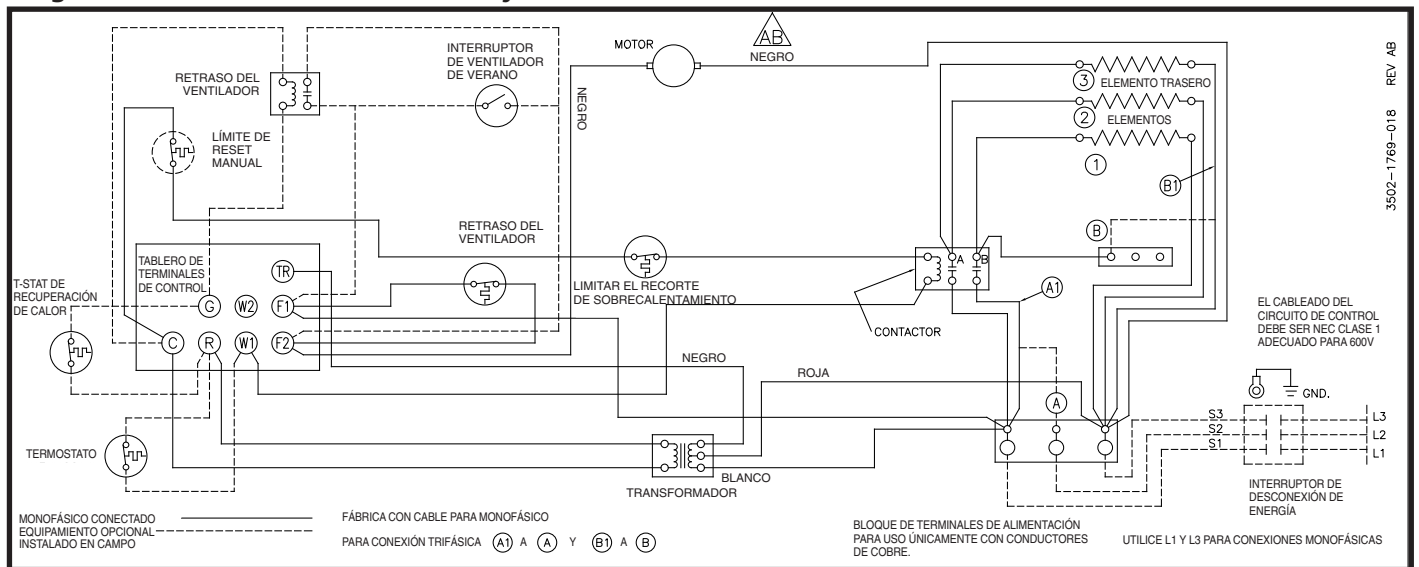 RETRASO DEL
VENTILADOR
INTERRUPTOR
DE VENTILADOR
DE VERANO
MOTOR
AB
NEGRO
NEGRO
3
ELEMENTO TRASERO
2
ELEMENTOS
1
B1
3502-1769-018 REV AB
LÍMITE DE
RESET
MANUAL
RETRASO DEL
VENTILADOR
B
TABLERO DE
TERMINALES
DE CONTROL
TR
G
W2
F1
C
R
W1
F2
T-STAT DE
RECUPERACIÓN
DE CALOR
LIMITAR EL RECORTE
DE SOBRECALENTAMIENTO
A
B
A1
CONTACTOR
EL CABLEADO DEL
CIRCUITO DE CONTROL
DEBE SER NEC CLASE 1
ADECUADO PARA 600V
NEGRO
ROJA
A
GND.
S3
S2
S1
L3
L2
L1
TERMOSTATO
BLANCO
TRANSFORMADOR
INTERRUPTOR DE
DESCONEXIÓN DE
ENERGÍA
MONOFÁSICO CONECTADO
EQUIPAMIENTO OPCIONAL
INSTALADO EN CAMPO
FÁBRICA CON CABLE PARA MONOFÁSICO
PARA CONEXIÓN TRIFÁSICA A1 A A Y B1 A B
BLOQUE DE TERMINALES DE ALIMENTACIÓN
PARA USO ÚNICAMENTE CON CONDUCTORES
DE COBRE.
UTILICE L1 Y L3 PARA CONEXIONES MONOFÁSICAS